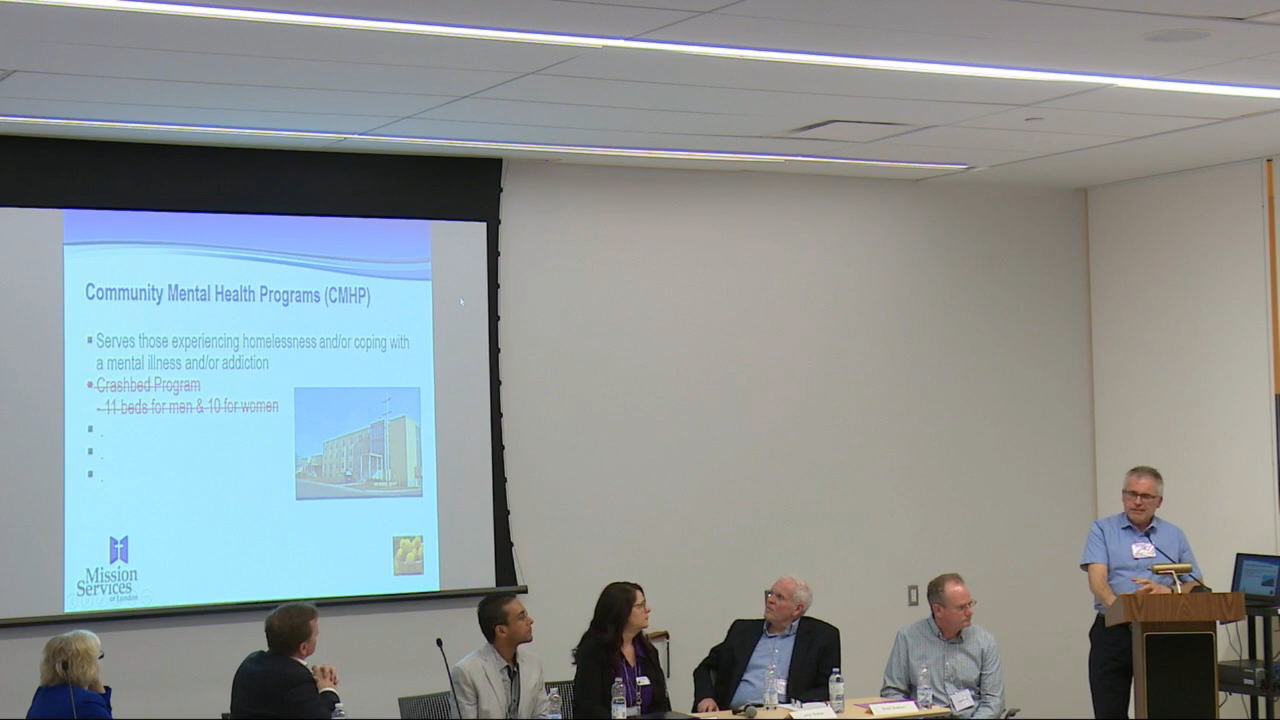 Community Mental Health Programs (CMHP)
Serves those experiencing homelessness and/or coping with
a mental illness and/or addiction
Crashbed Program
- 11 beds for men & 10 for women
Mission
Services
of London